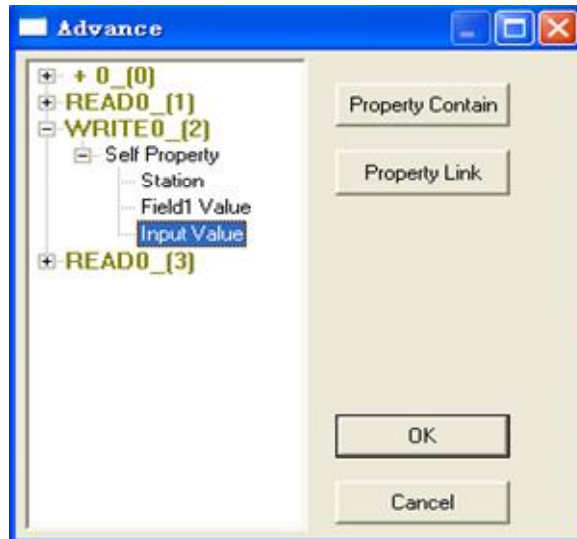 Advance
+ 0_(0)
READ0_(1)
WRITE0_(2)
Self Property
Station
Field1 Value
Input Value
READ0_(3)
Property Contain
Property Link
OK
Cancel